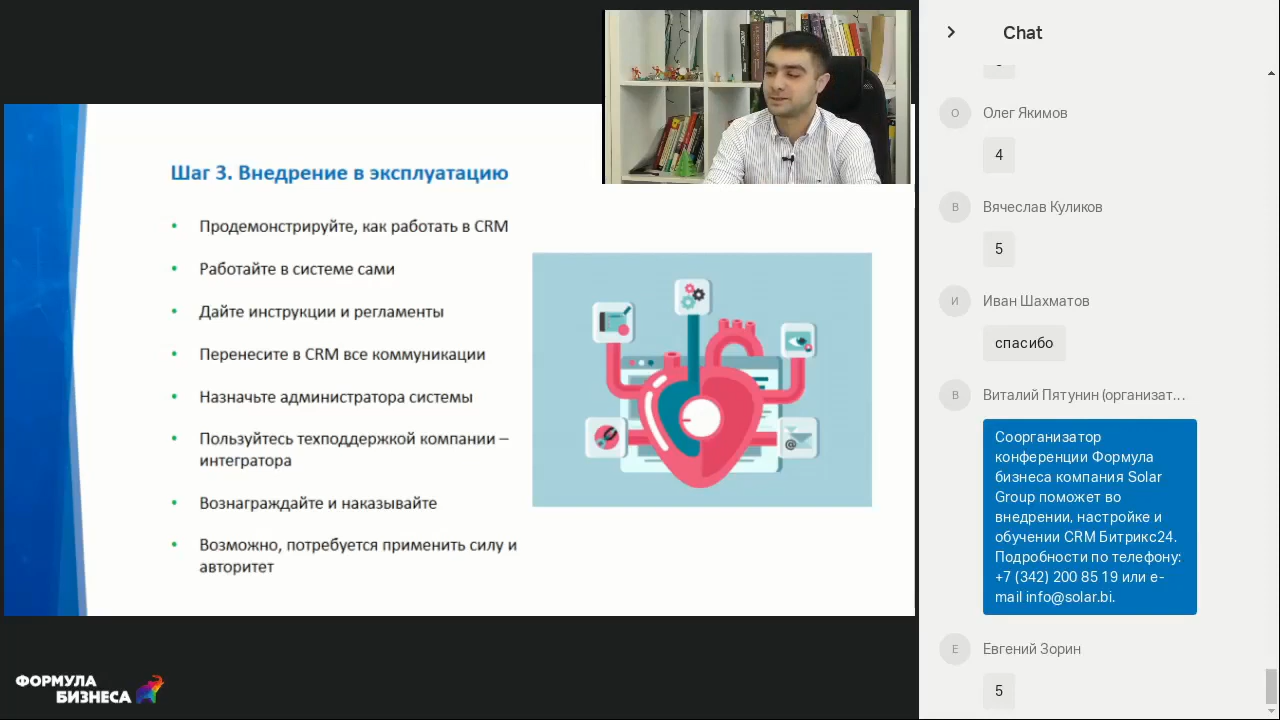 Шаг 3. Внедрение в эксплуатацию
Продемонстрируйте, как работать в CRM
Работайте в системе сами
Дайте инструкции и регламенты
Перенесите в CRM все коммуникации
Назначьте администратора системы
Пользуйтесь техподдержкой компании –
интегратора
Вознаграждайте и наказывайте
Возможно, потребуется применить силу и
авторитет
@
ФОРМУЛА
БИЗНЕСА
Chat
О
Олег Якимов
4
В
Вячеслав Куликов
5
И
Иван Шахматов
спасибо
В
Виталий Пятунин (организат...
Соорганизатор
конференции Формула
бизнеса компания Solar
Group поможет во
внедрении, настройке и
обучении CRM Битрикс24.
Подробности по телефону:
+7 (342) 200 85 19 или e-
mail info@solar.bi.
Е
Евгений Зорин
5